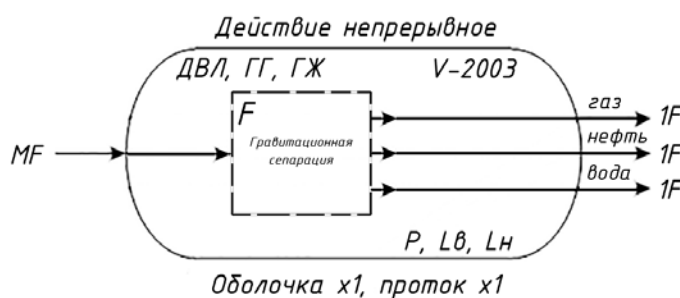 Действие непрерывное
ДВЛ, ГГ, ГЖ V-2003
F
Гравитационная
сепарация
MF
газ 1F
нефть 1F
вода 1F
P, Lв, Lн
Оболочка x1, проток x1